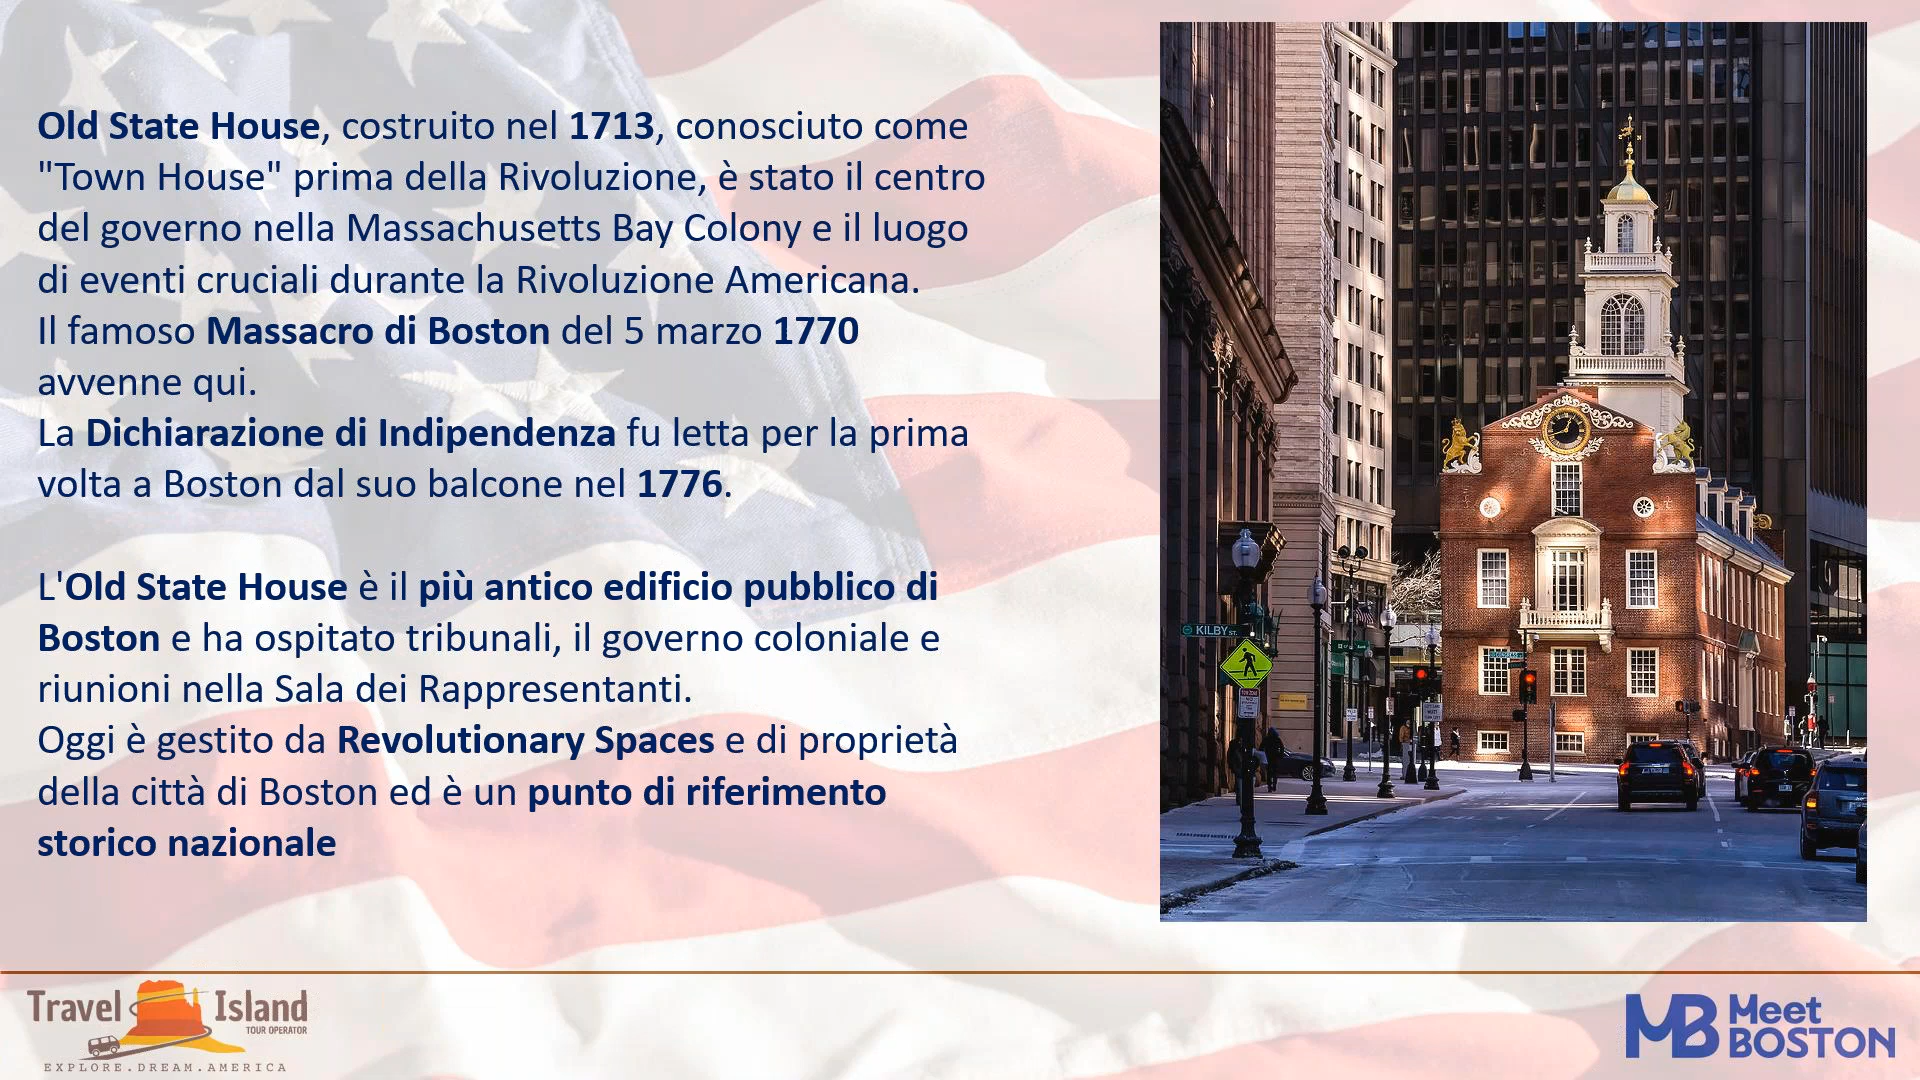 Old State House, costruito nel 1713, conosciuto come
"Town House" prima della Rivoluzione, è stato il centro
del governo nella Massachusetts Bay Colony e il luogo
di eventi cruciali durante la Rivoluzione Americana.
Il famoso Massacro di Boston del 5 marzo 1770
avvenne qui.
La Dichiarazione di Indipendenza fu letta per la prima
volta a Boston dal suo balcone nel 1776.
L'Old State House è il più antico edificio pubblico di
Boston e ha ospitato tribunali, il governo coloniale e
riunioni nella Sala dei Rappresentanti.
Oggi è gestito da Revolutionary Spaces e di proprietà
della città di Boston ed è un punto di riferimento
storico nazionale
KILBY ST.
Travel Island
TOUR OPERATOR
EXPLORE.DREAM.AMERICA
MB Meet
BOSTON